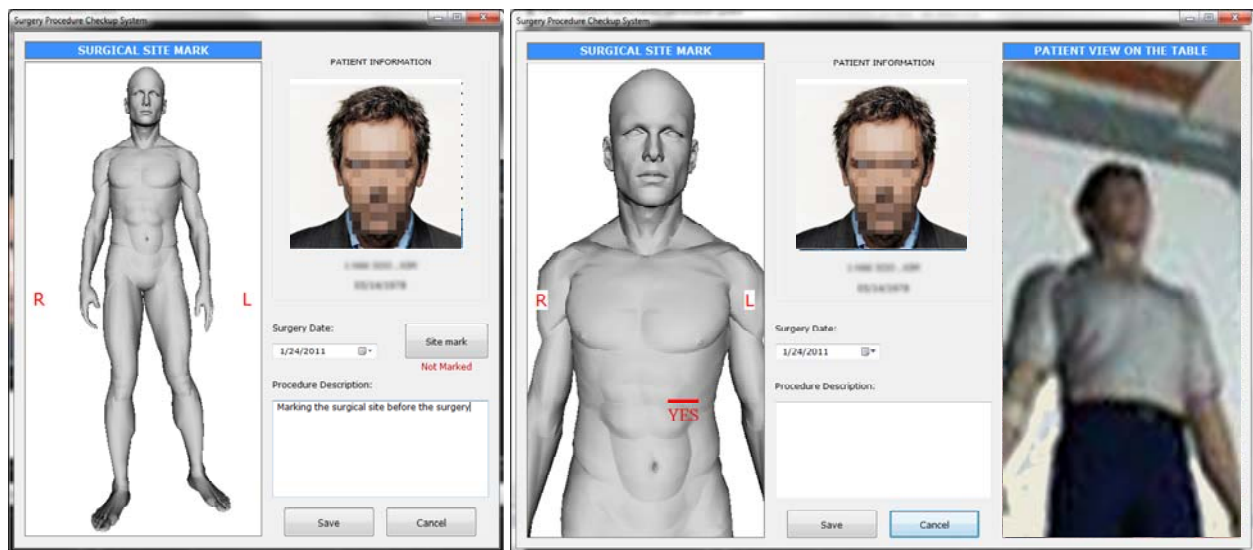 Surgery Procedure Checkup System
SURGICAL SITE MARK
PATIENT INFORMATION
R
L
Surgery Date:
1/24/2011
Site mark
Not Marked
Procedure Description:
Marking the surgical site before the surgery
Save
Cancel
Surgery Procedure Checkup System
SURGICAL SITE MARK
PATIENT INFORMATION
PATIENT VIEW ON THE TABLE
R
L
YES
Surgery Date:
1/24/2011
Procedure Description:
Save
Cancel